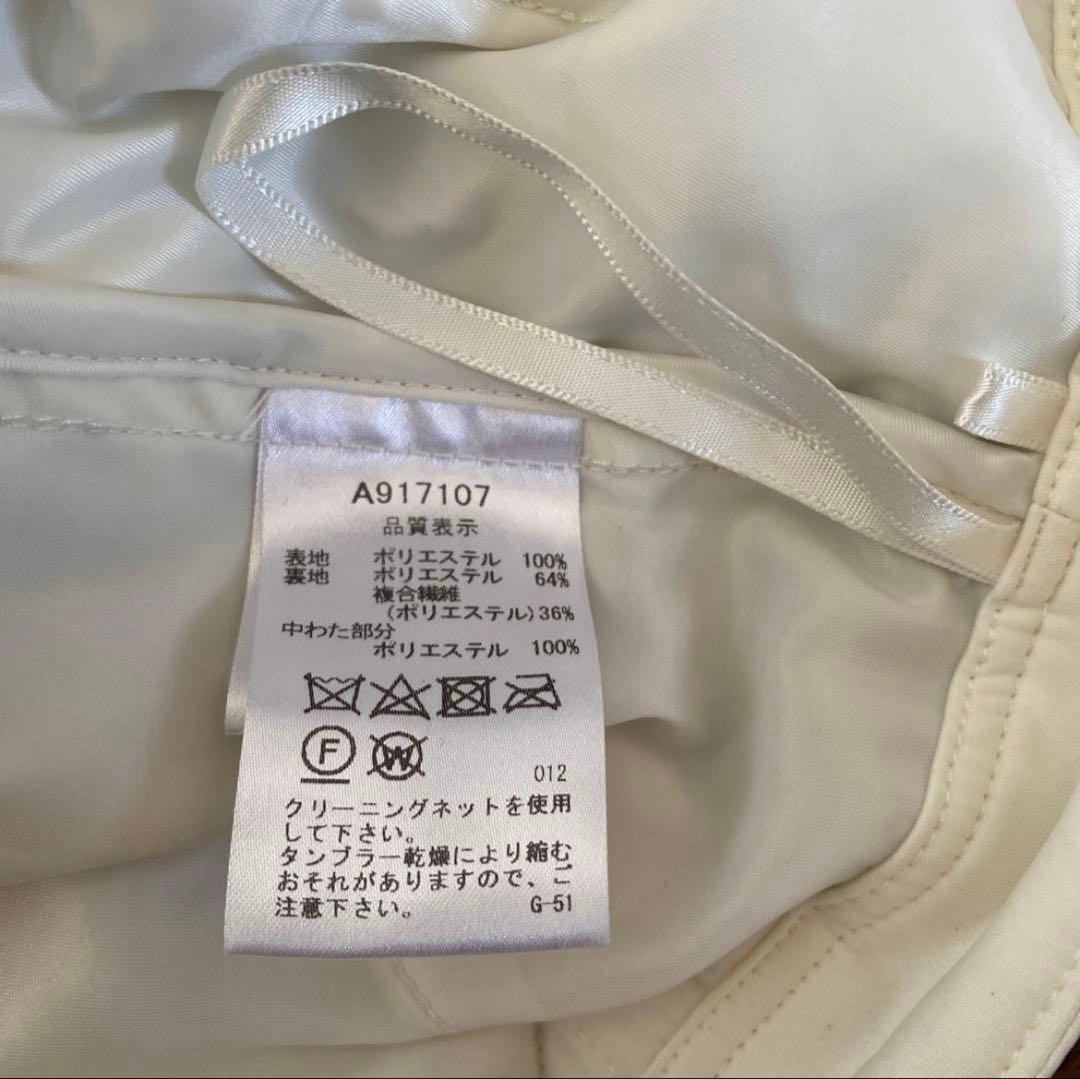 A917107
品質表示
表地 ポリエステル 100%
裏地 ポリエステル 64%
複合繊維
(ポリエステル)36%
中わた部分
ポリエステル 100%
F W
012
クリーニングネットを使用
して下さい。
タンブラー乾燥により縮む
おそれがありますので、ご
注意下さい。 G-51